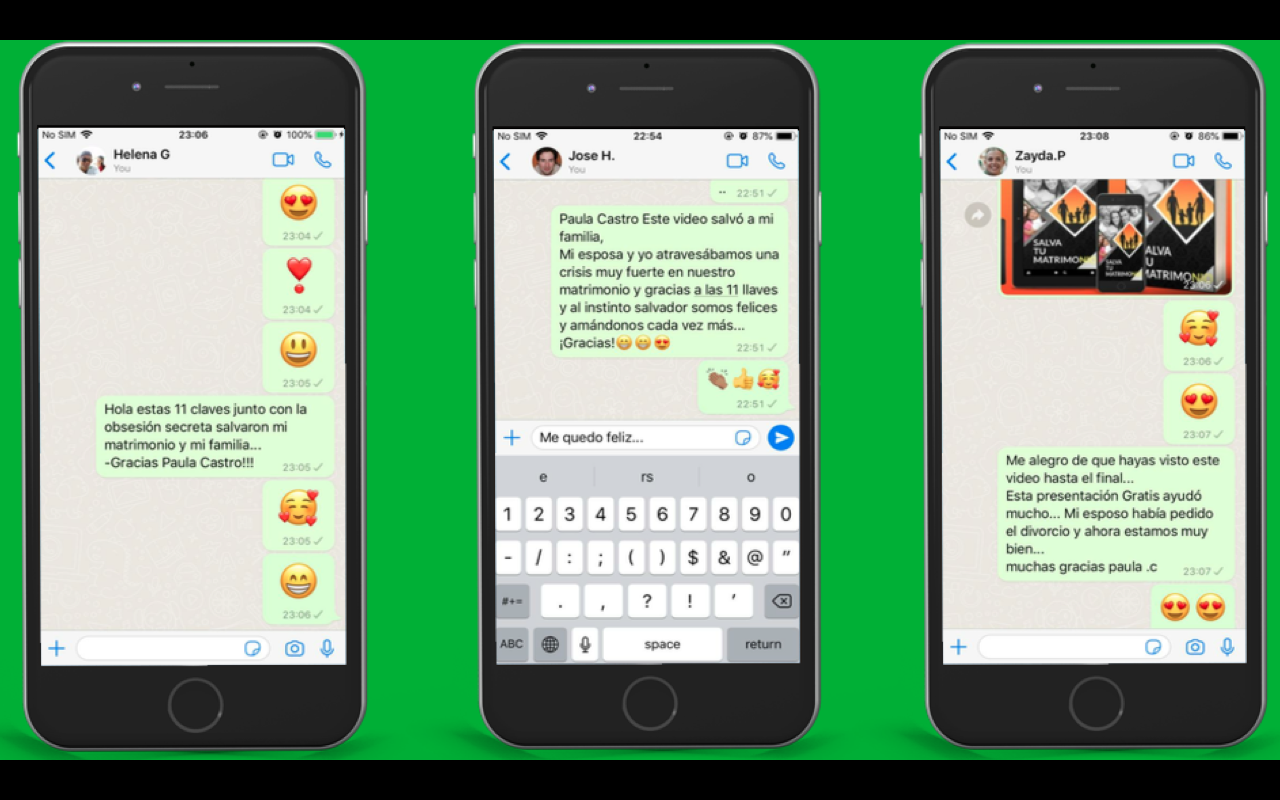 No SIM 23:06 100%
Helena G
You
23:04
23:04
23:05
Hola estas 11 claves junto con la
obsesión secreta salvaron mi
matrimonio y mi familia...
-Gracias Paula Castro!!!
23:05
23:05
23:06
No SIM 22:54 87%
Jose H.
You
22:51
Paula Castro Este video salvó a mi
familia,
Mi esposa y yo atravesábamos una
crisis muy fuerte en nuestro
matrimonio y gracias a las 11 llaves
y al instinto salvador somos felices
y amándonos cada vez más...
¡Gracias!😁😁😍
22:51
👏👍🥰
22:51
Me quedo feliz...
e rs o
1 2 3 4 5 6 7 8 9 0
- / : ; ( ) $ & @ "
#+= . , ? ! '
ABC space return
No SIM 23:08 86%
Zayda.P
You
SALVA
TU
MATRIMON
SALVA
TU
MATRIMONIO
ALVA
U
MATRIMONI
23:06
23:06
23:07
Me alegro de que hayas visto este
video hasta el final...
Esta presentación Gratis ayudó
mucho... Mi esposo había pedido
el divorcio y ahora estamos muy
bien...
muchas gracias paula .c
23:07